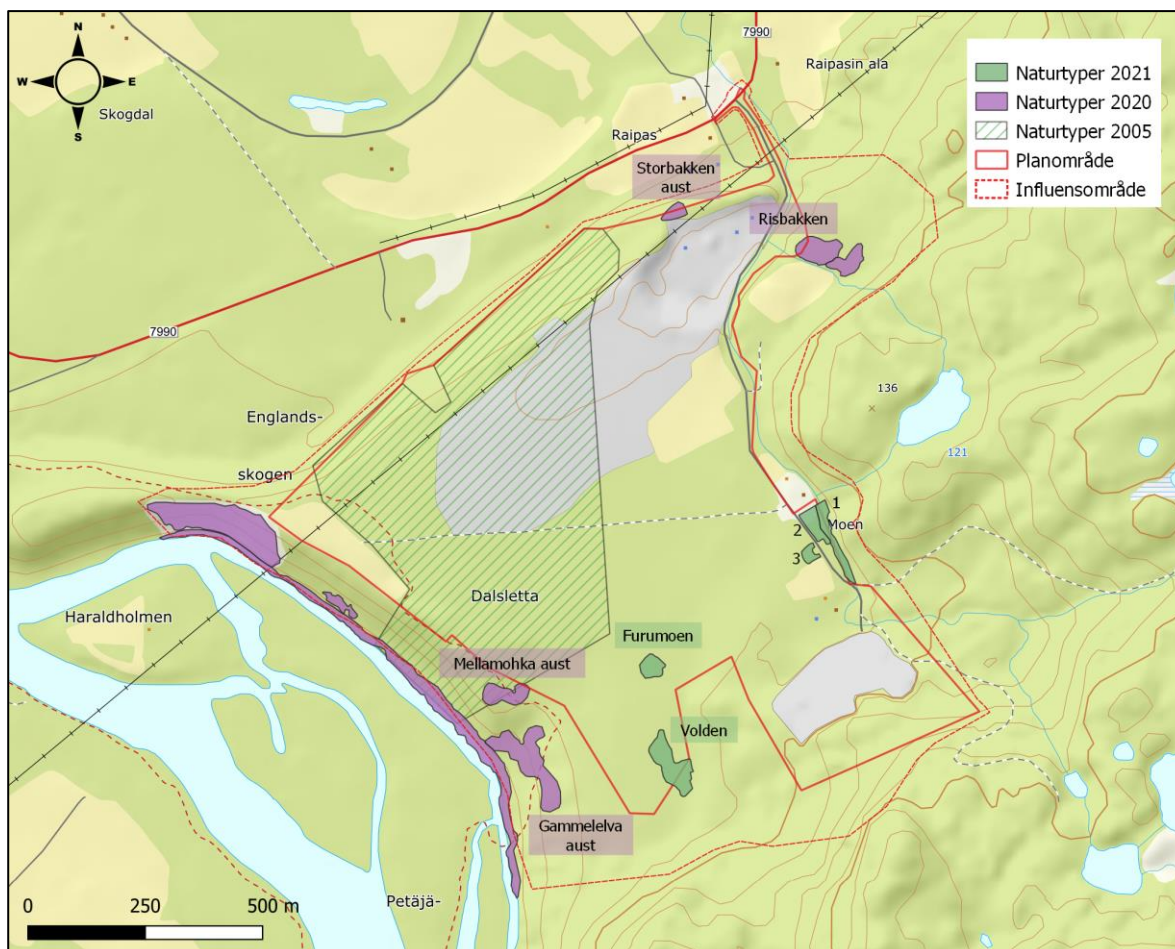 N
W
E
S
Skogdal
7990
Raipasin ala
Naturtyper 2021
Naturtyper 2020
Naturtyper 2005
Planområde
Influensområde
Raipas
Storbakken
aust
Risbakken
7990
136
Englands-
121
skogen
1
2
Moen
3
Haraldholmen
Dalsletta
Furumoen
Mellamohka aust
Volden
Gammelelva
aust
Petäjä-
0
250
500 m